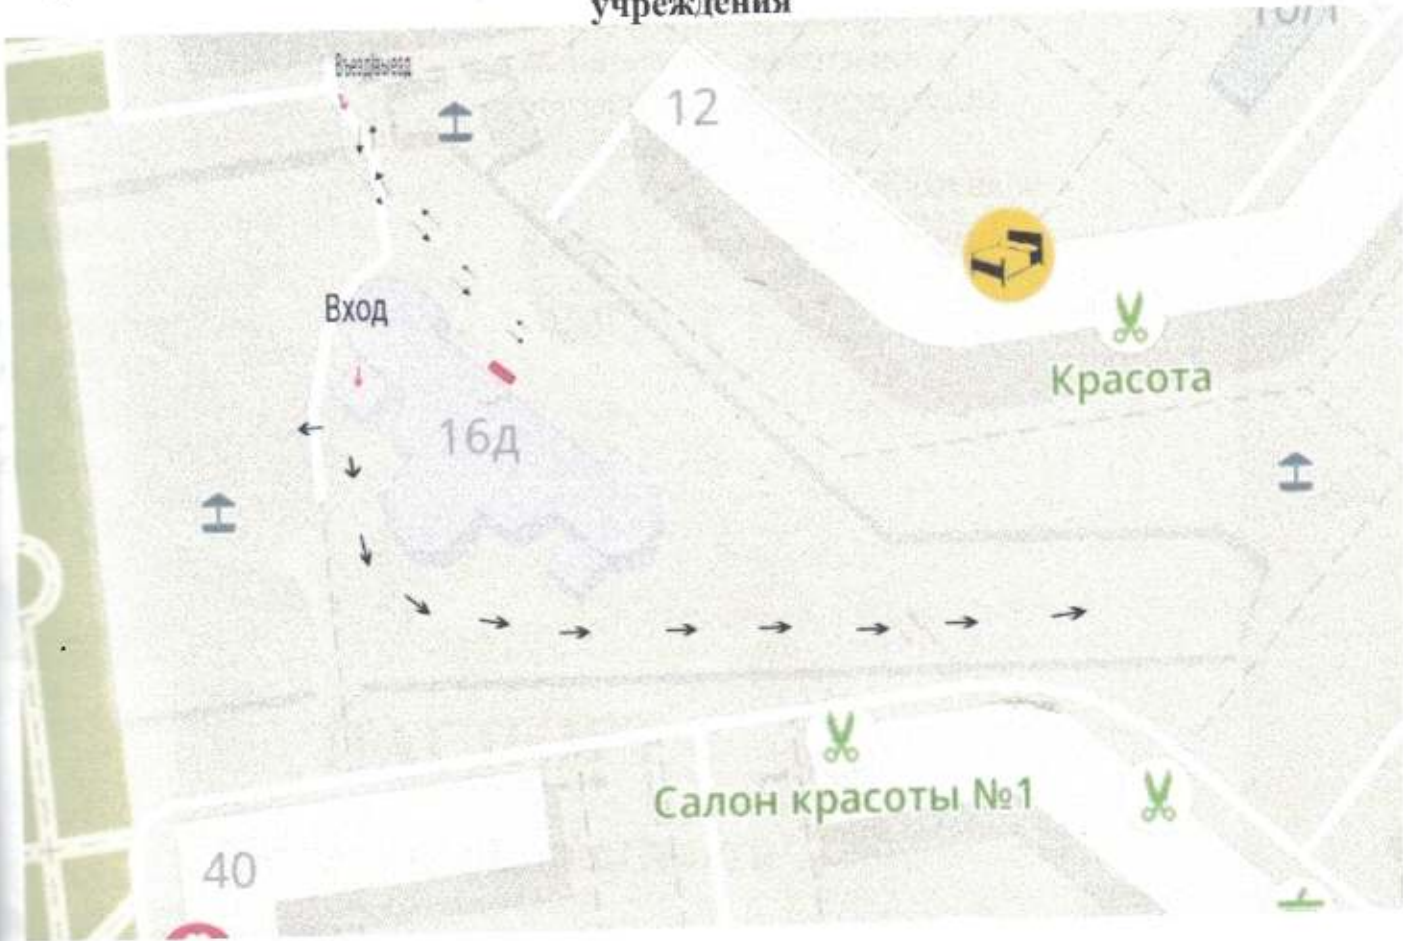 учреждения
Въезд/выезд
12
Вход
Красота
16д
Салон красоты №1
40